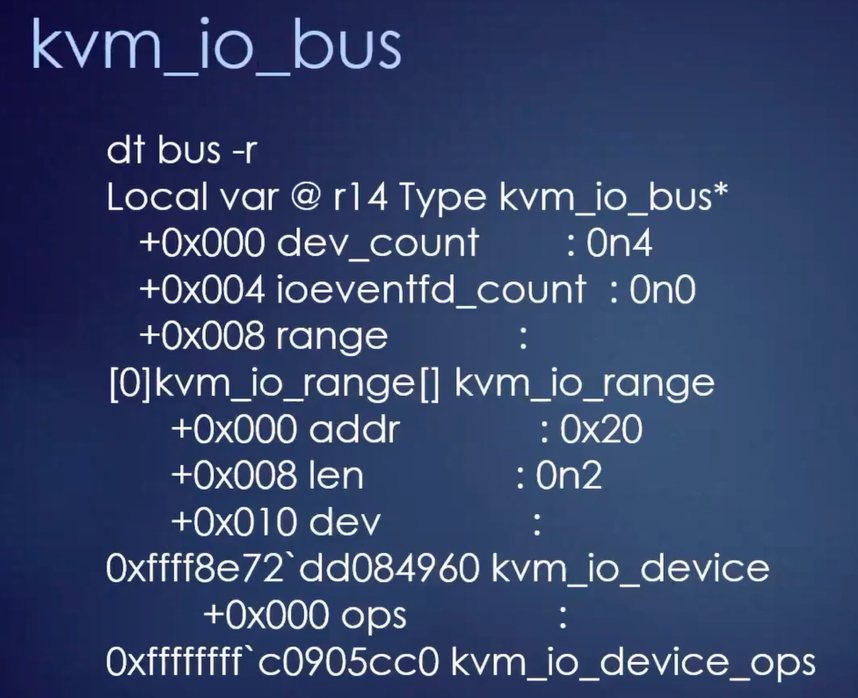 kvm_io_bus
dt bus -r
Local var @ r14 Type kvm_io_bus*
+0x000 dev_count : 0n4
+0x004 ioeventfd_count : 0n0
+0x008 range :
[0]kvm_io_range[] kvm_io_range
+0x000 addr : 0x20
+0x008 len : 0n2
+0x010 dev :
0xffff8e72`dd084960 kvm_io_device
+0x000 ops :
0xffffffff`c0905cc0 kvm_io_device_ops